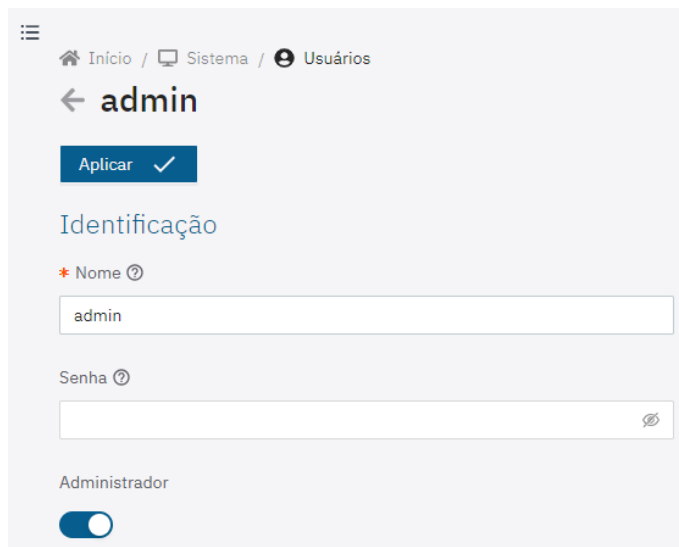 Início / Sistema / Usuários
admin
Aplicar
Identificação
* Nome
admin
Senha
Administrador